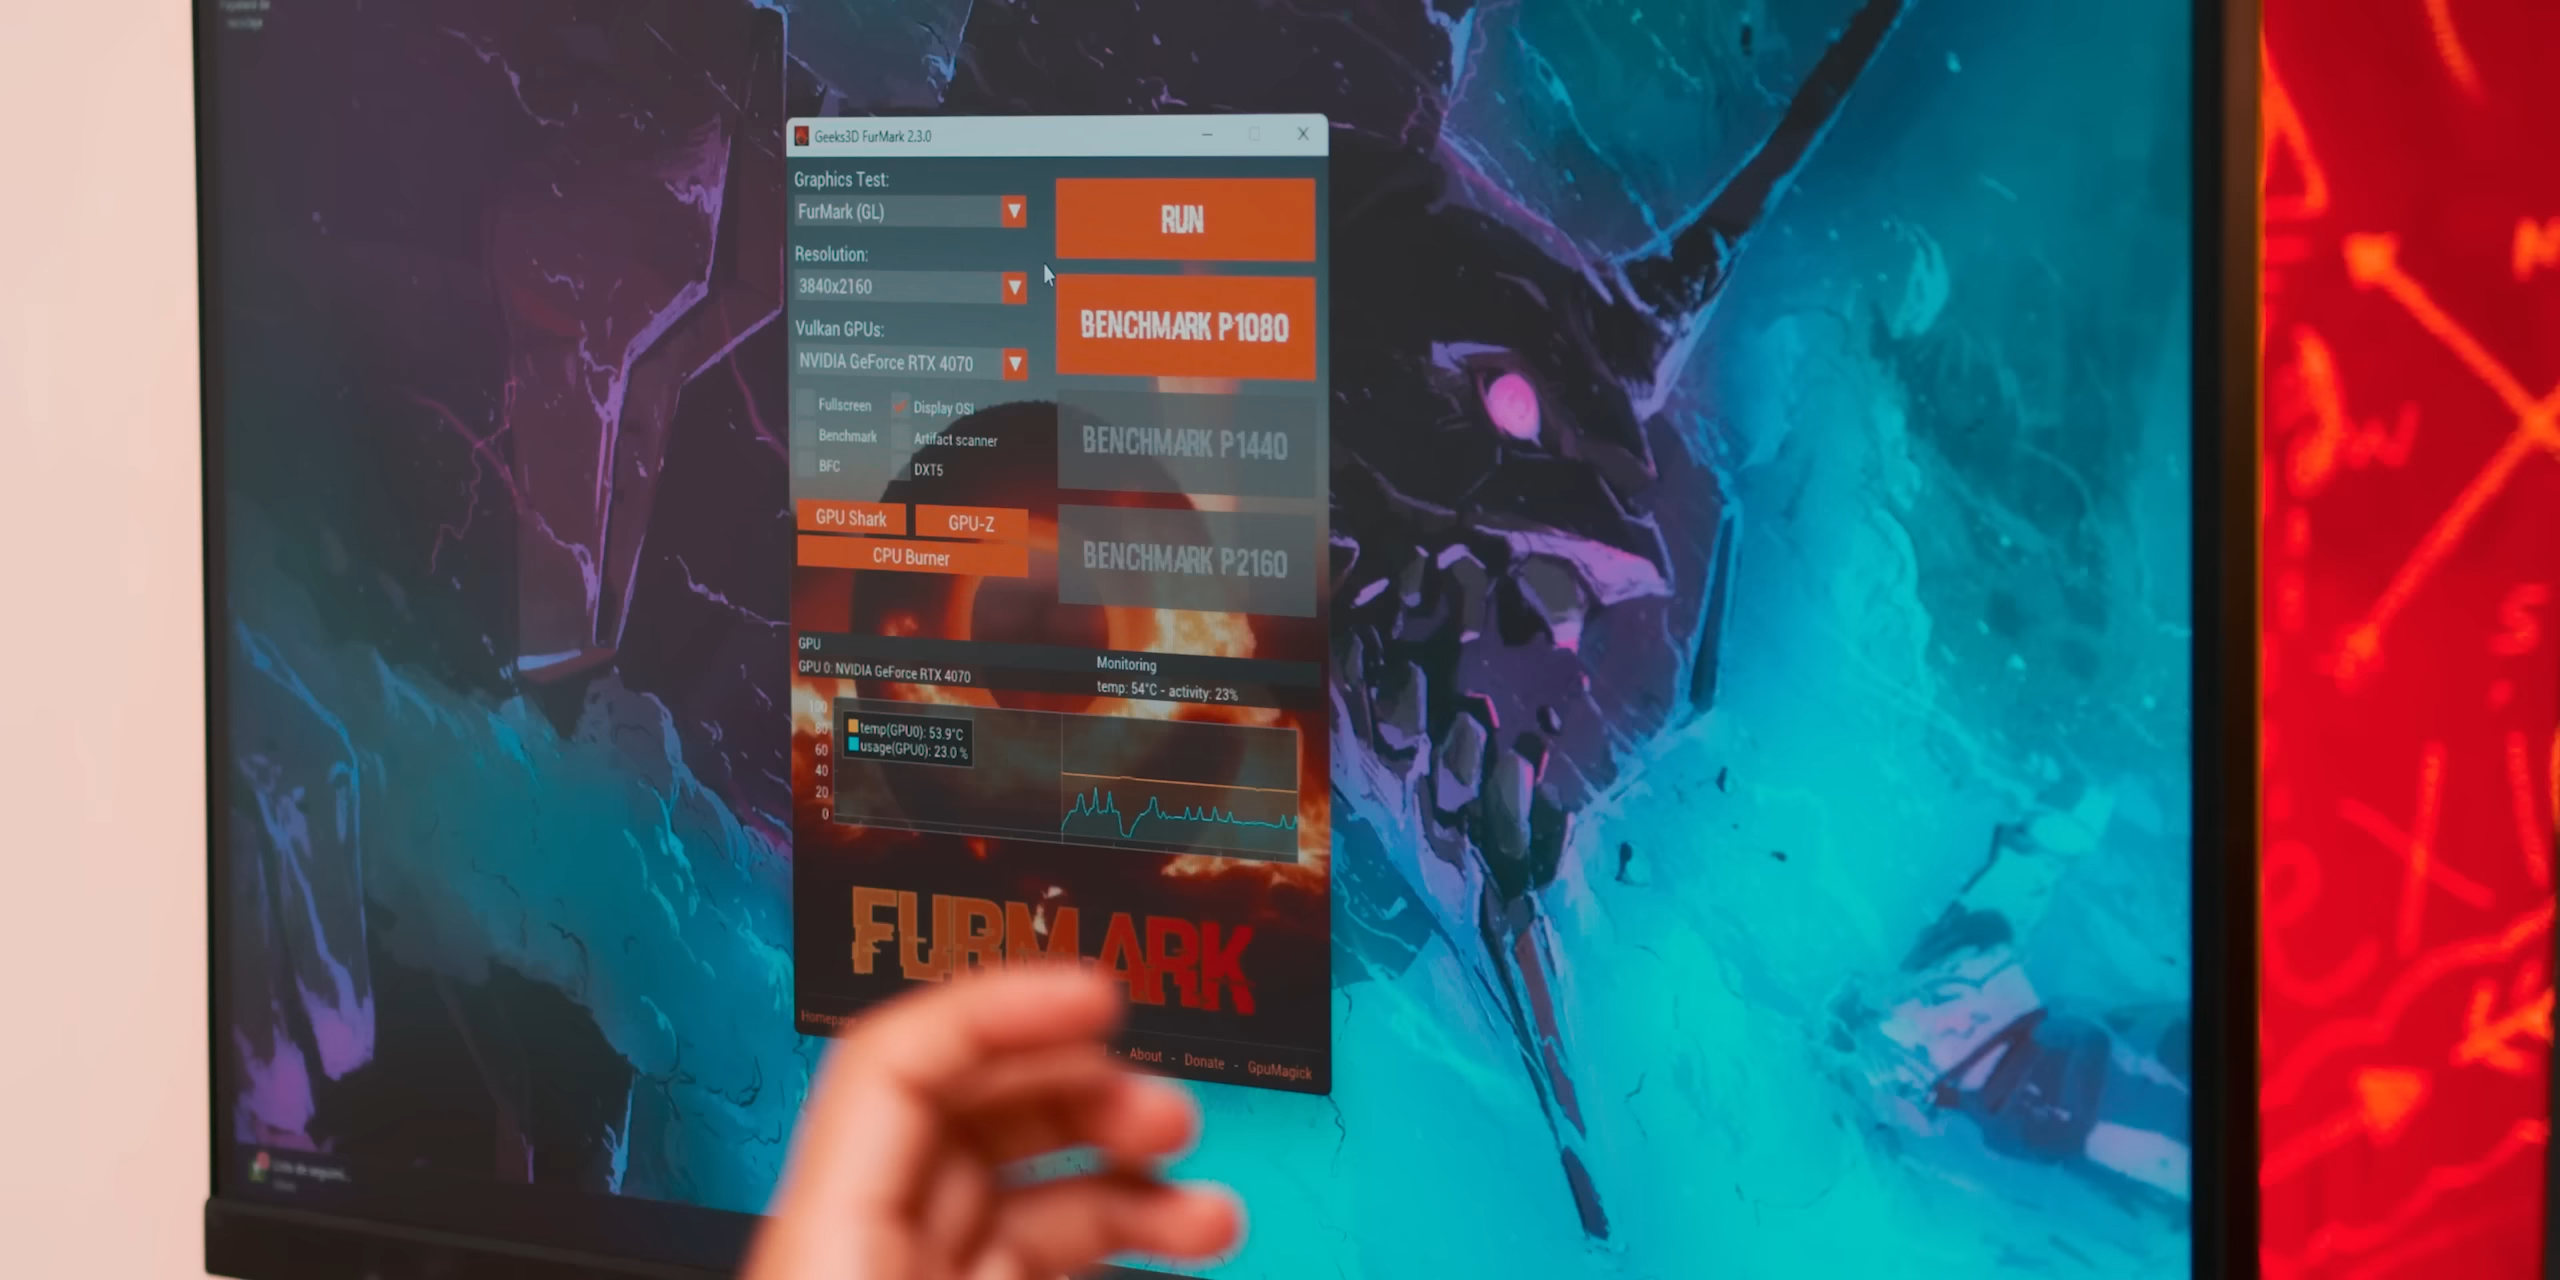 Geeks3D FurMark 2.3.0
Graphics Test:
FurMark (GL)
RUN
Resolution:
3840x2160
BENCHMARK P1080
Vulkan GPUs:
NVIDIA GeForce RTX 4070
Fullscreen
Display OSI
Benchmark
Artifact scanner
BFC
DXT5
BENCHMARK P1440
GPU Shark
GPU-Z
CPU Burner
BENCHMARK P2160
GPU
Monitoring
GPU 0: NVIDIA GeForce RTX 4070
temp: 54°C - activity: 23%
100
80
60
40
20
0
temp(GPU0): 53.9°C
usage(GPU0): 23.0 %
FURMARK
Homepage
- About - Donate - GpuMagick